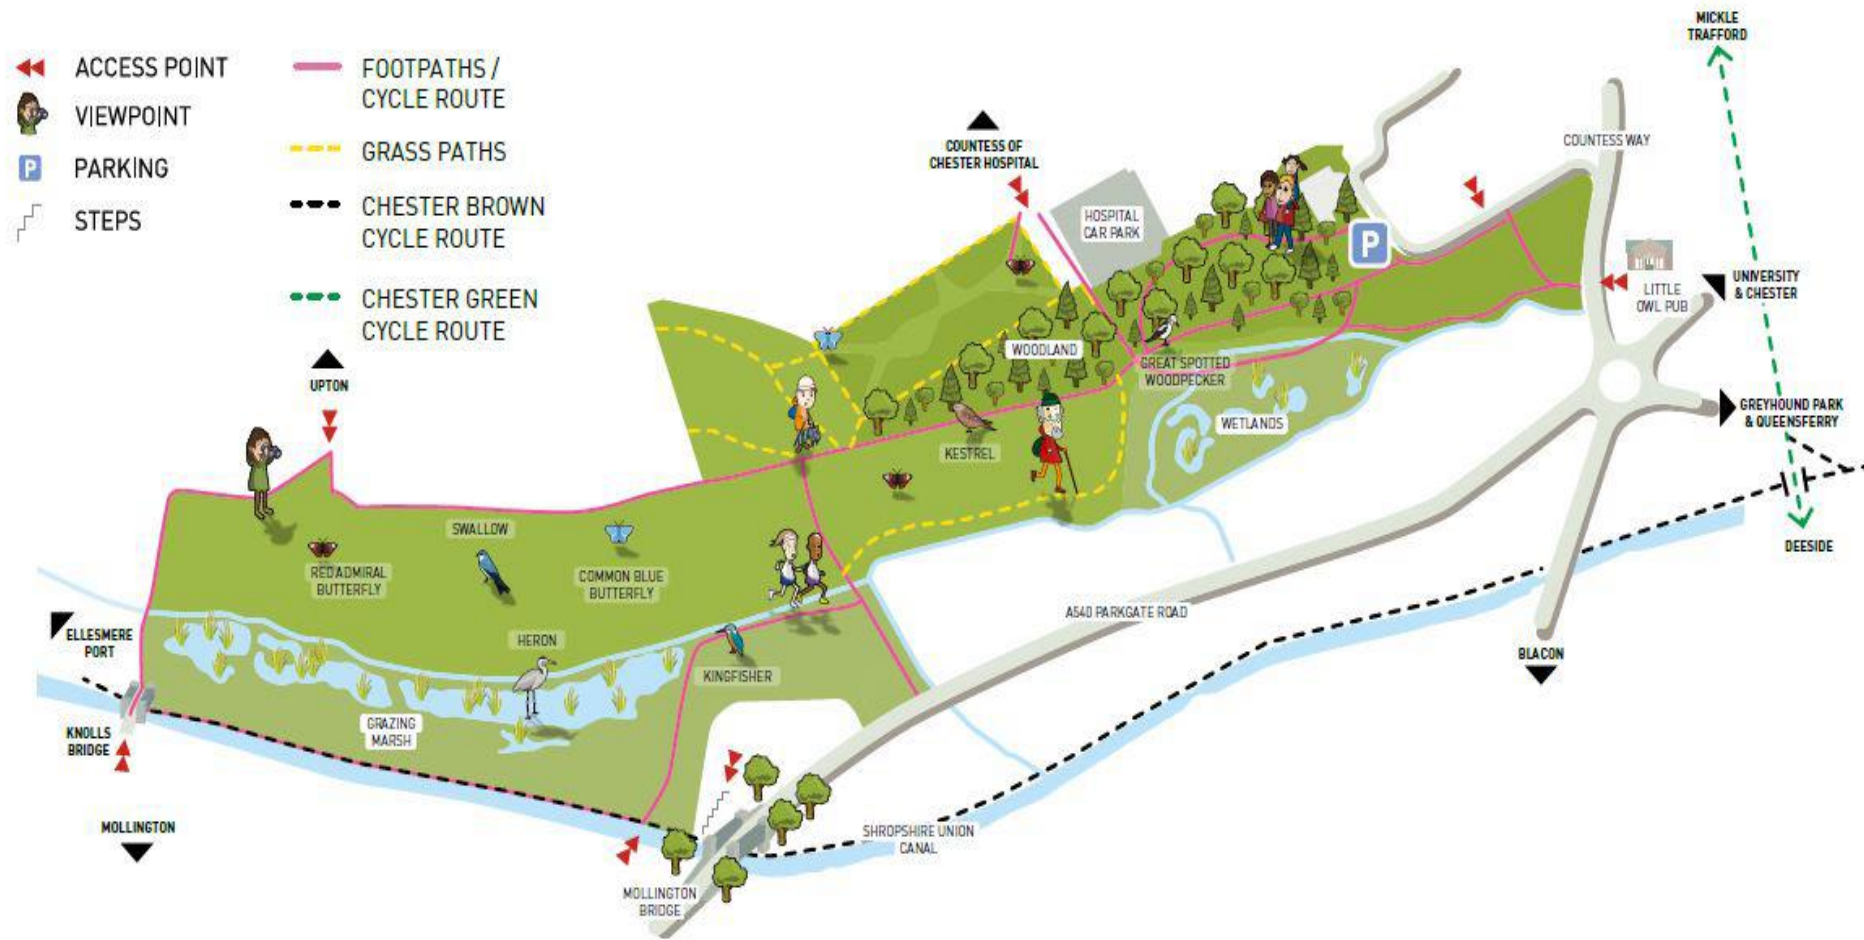 ACCESS POINT
VIEWPOINT
P
PARKING
STEPS
FOOTPATHS /
CYCLE ROUTE
GRASS PATHS
CHESTER BROWN
CYCLE ROUTE
CHESTER GREEN
CYCLE ROUTE
MICKLE
TRAFFORD
COUNTESS WAY
COUNTESS OF
CHESTER HOSPITAL
HOSPITAL
CAR PARK
P
LITTLE
OWL PUB
UNIVERSITY
& CHESTER
WOODLAND
GREAT SPOTTED
WOODPECKER
UPTON
WETLANDS
GREYHOUND PARK
& QUEENSFERRY
KESTREL
SWALLOW
RED ADMIRAL
BUTTERFLY
COMMON BLUE
BUTTERFLY
DEESIDE
A540 PARKGATE ROAD
ELLESMERE
PORT
HERON
KINGFISHER
BLACON
KNOLLS
BRIDGE
GRAZING
MARSH
MOLLINGTON
SHROPSHIRE UNION
CANAL
MOLLINGTON
BRIDGE